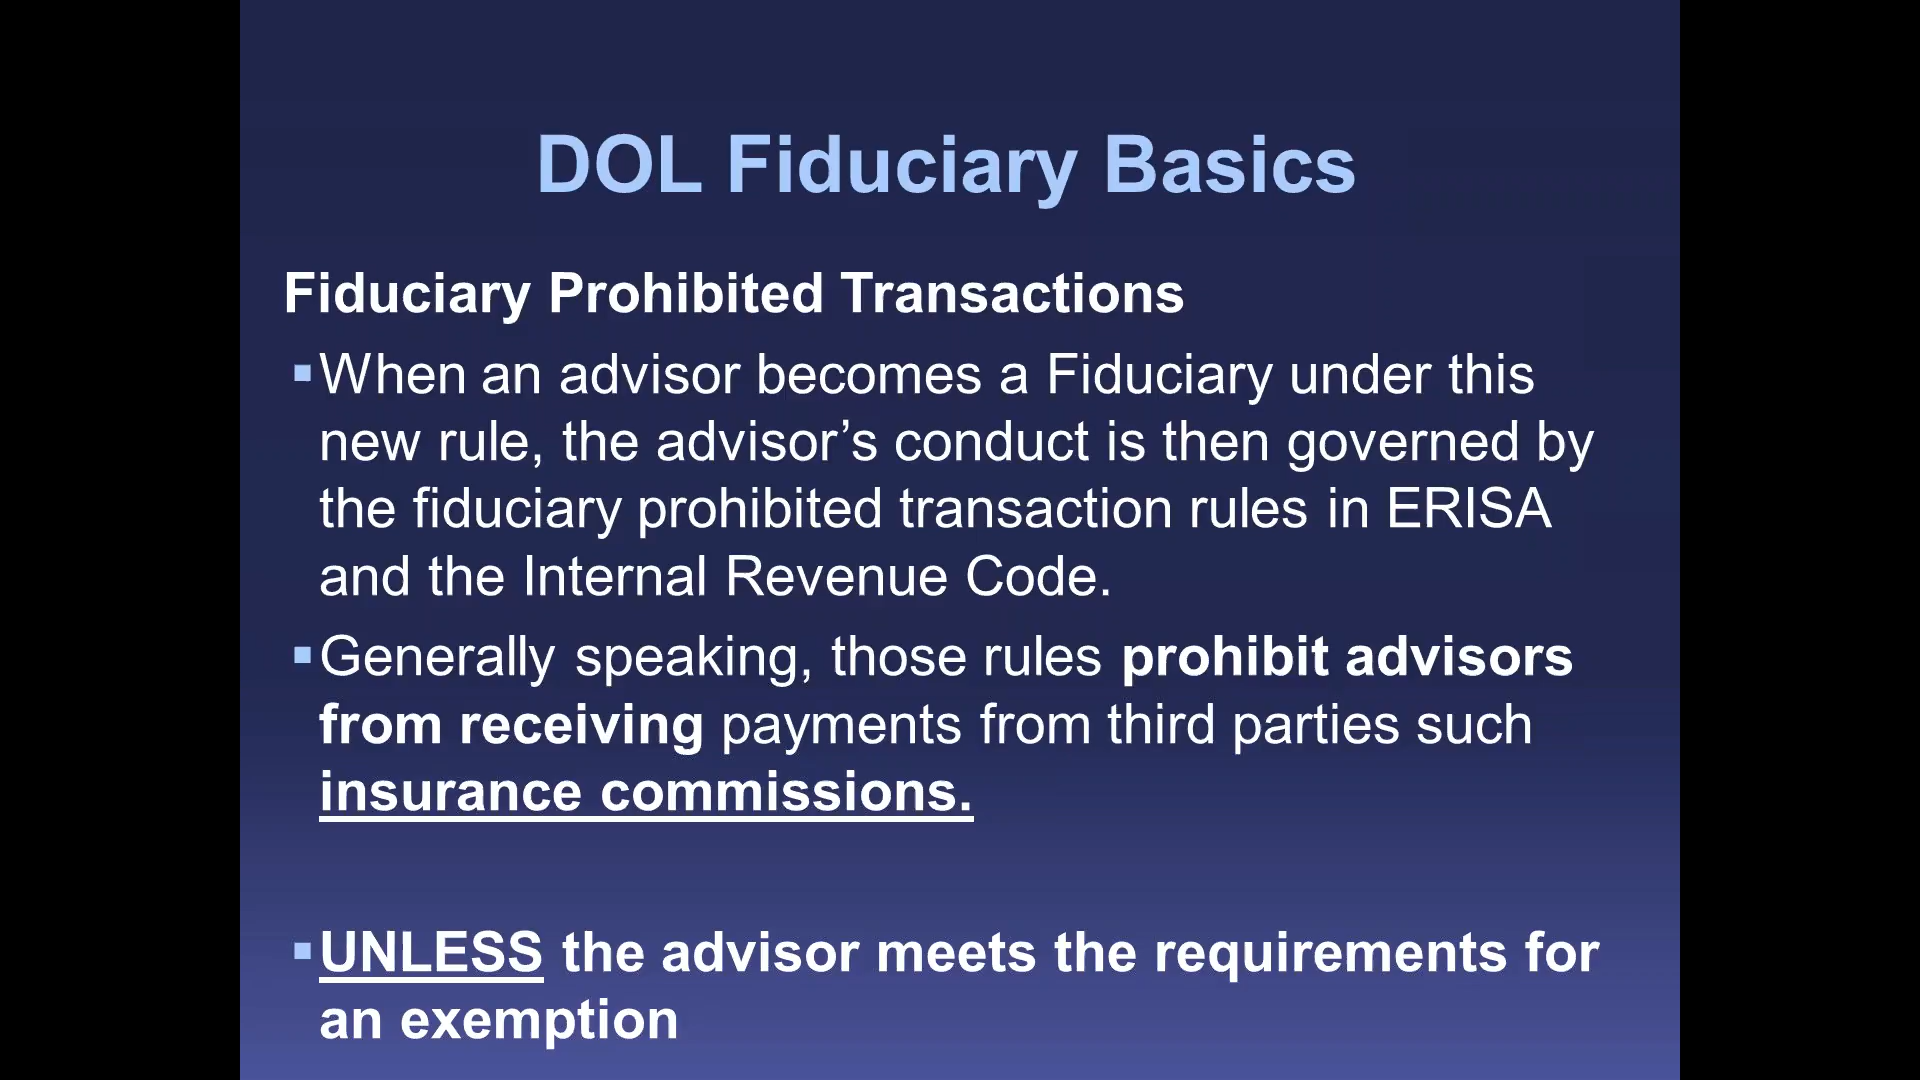 DOL Fiduciary Basics
Fiduciary Prohibited Transactions
▪When an advisor becomes a Fiduciary under this
new rule, the advisor’s conduct is then governed by
the fiduciary prohibited transaction rules in ERISA
and the Internal Revenue Code.
▪Generally speaking, those rules prohibit advisors
from receiving payments from third parties such
insurance commissions.
▪UNLESS the advisor meets the requirements for
an exemption